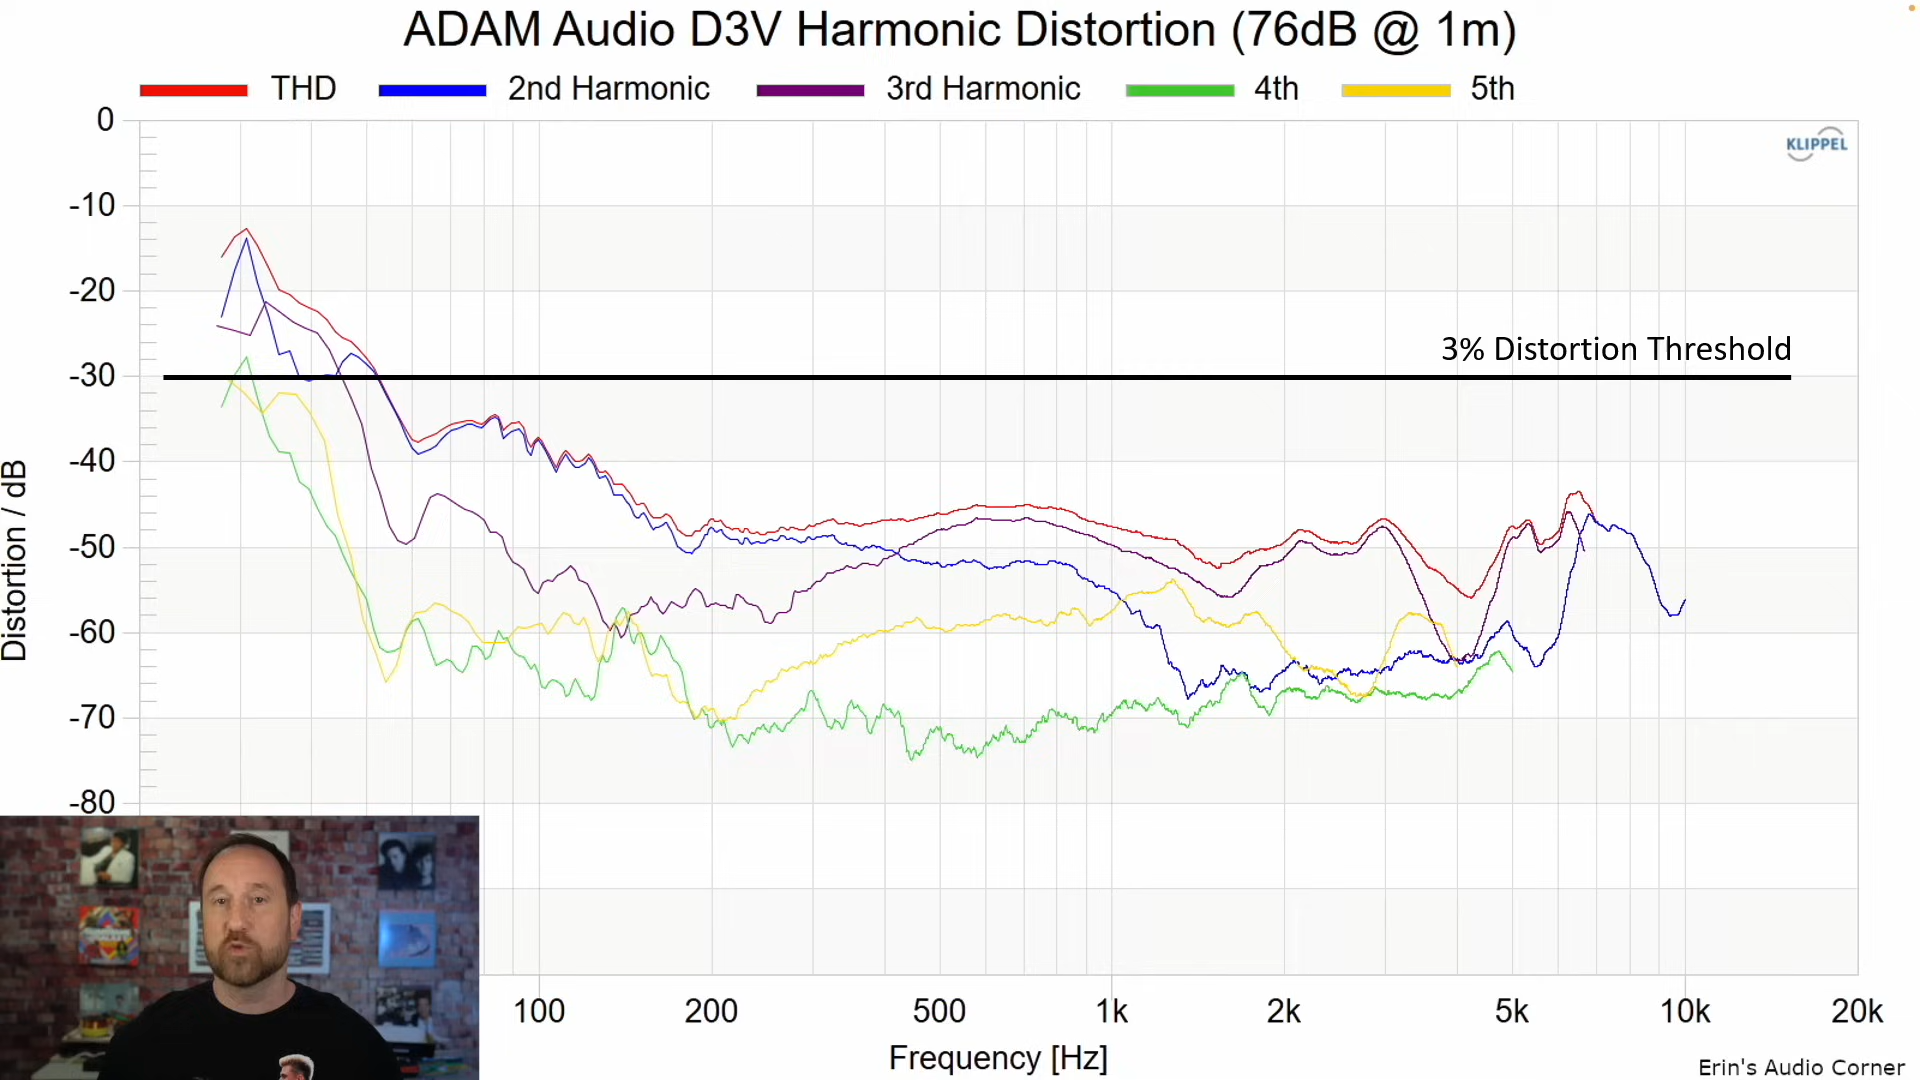 ADAM Audio D3V Harmonic Distortion (76dB @ 1m)
THD 2nd Harmonic 3rd Harmonic 4th 5th
KLIPPEL
0
-10
-20
-30
-40
-50
-60
-70
-80
3% Distortion Threshold
Distortion / dB
100 200 500 1k 2k 5k 10k 20k
Frequency [Hz]
Erin's Audio Corner